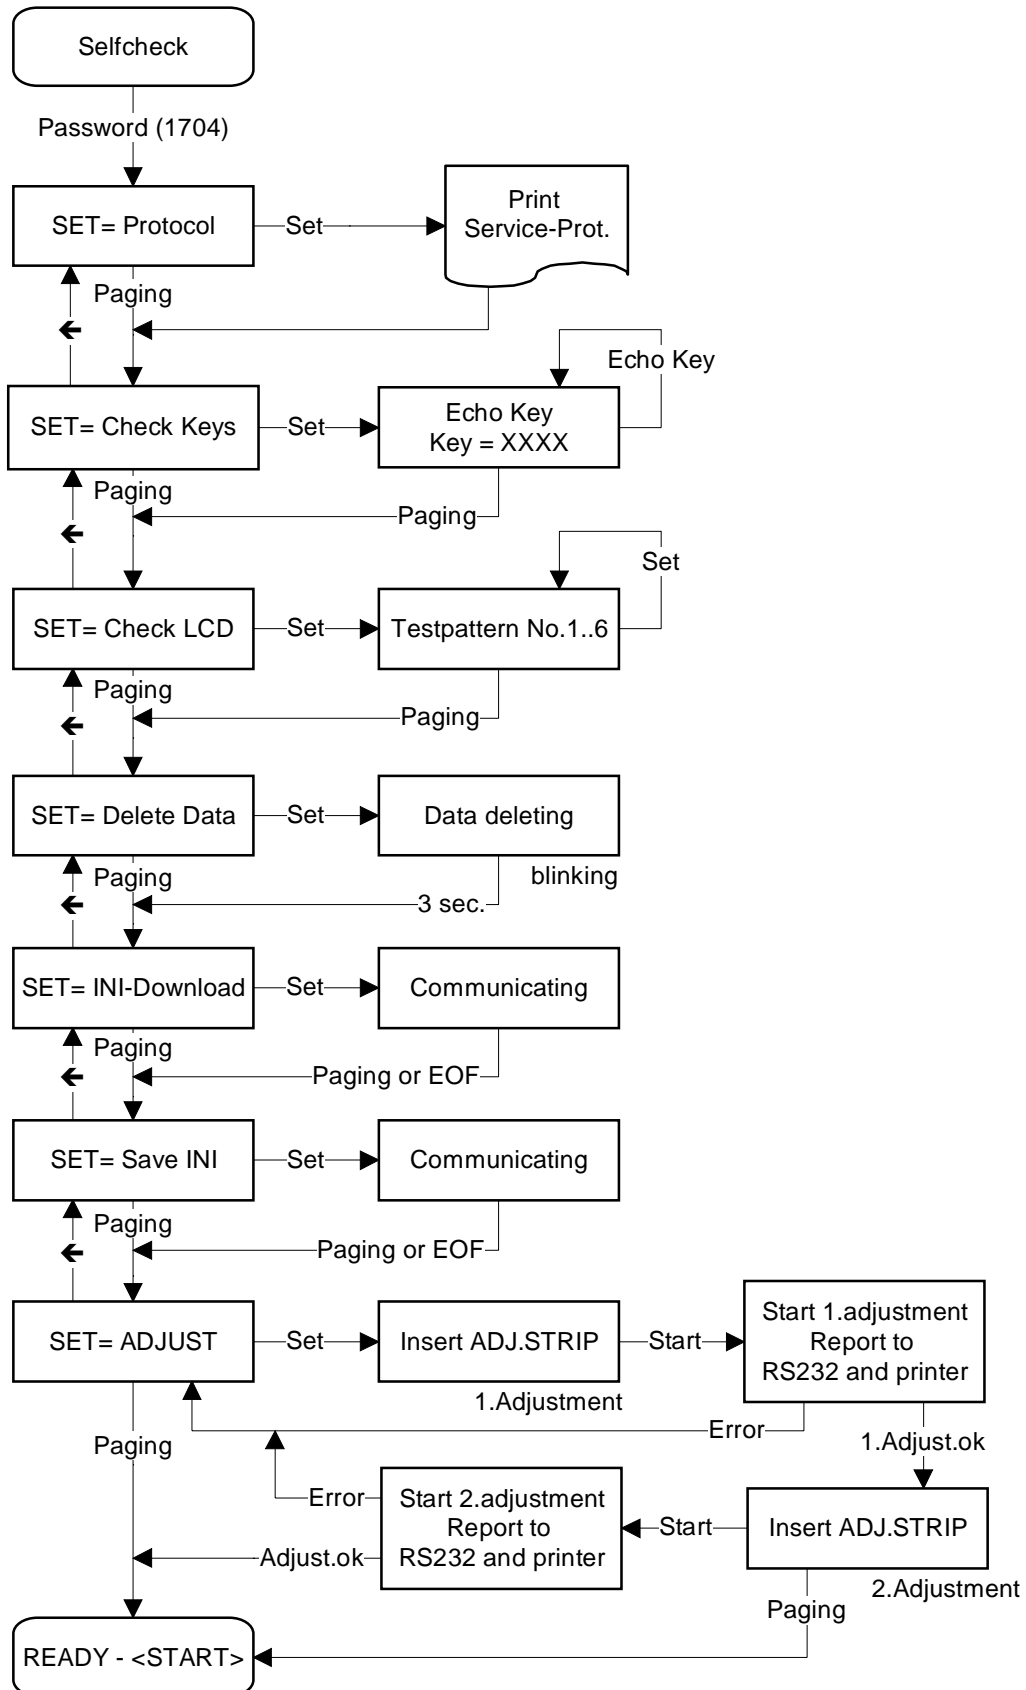 Selfcheck
Password (1704)
SET= Protocol
Set
Print
Service-Prot.
Paging
Echo Key
SET= Check Keys
Set
Echo Key
Key = XXXX
Paging
Paging
Set
SET= Check LCD
Set
Testpattern No.1..6
Paging
Paging
SET= Delete Data
Set
Data deleting
blinking
Paging
3 sec.
SET= INI-Download
Set
Communicating
Paging
Paging or EOF
SET= Save INI
Set
Communicating
Paging
Paging or EOF
SET= ADJUST
Set
Insert ADJ.STRIP
1.Adjustment
Start
Start 1.adjustment
Report to
RS232 and printer
Error
1.Adjust.ok
Paging
Error
Start 2.adjustment
Report to
RS232 and printer
Start
Insert ADJ.STRIP
2.Adjustment
Adjust.ok
Paging
READY - <START>